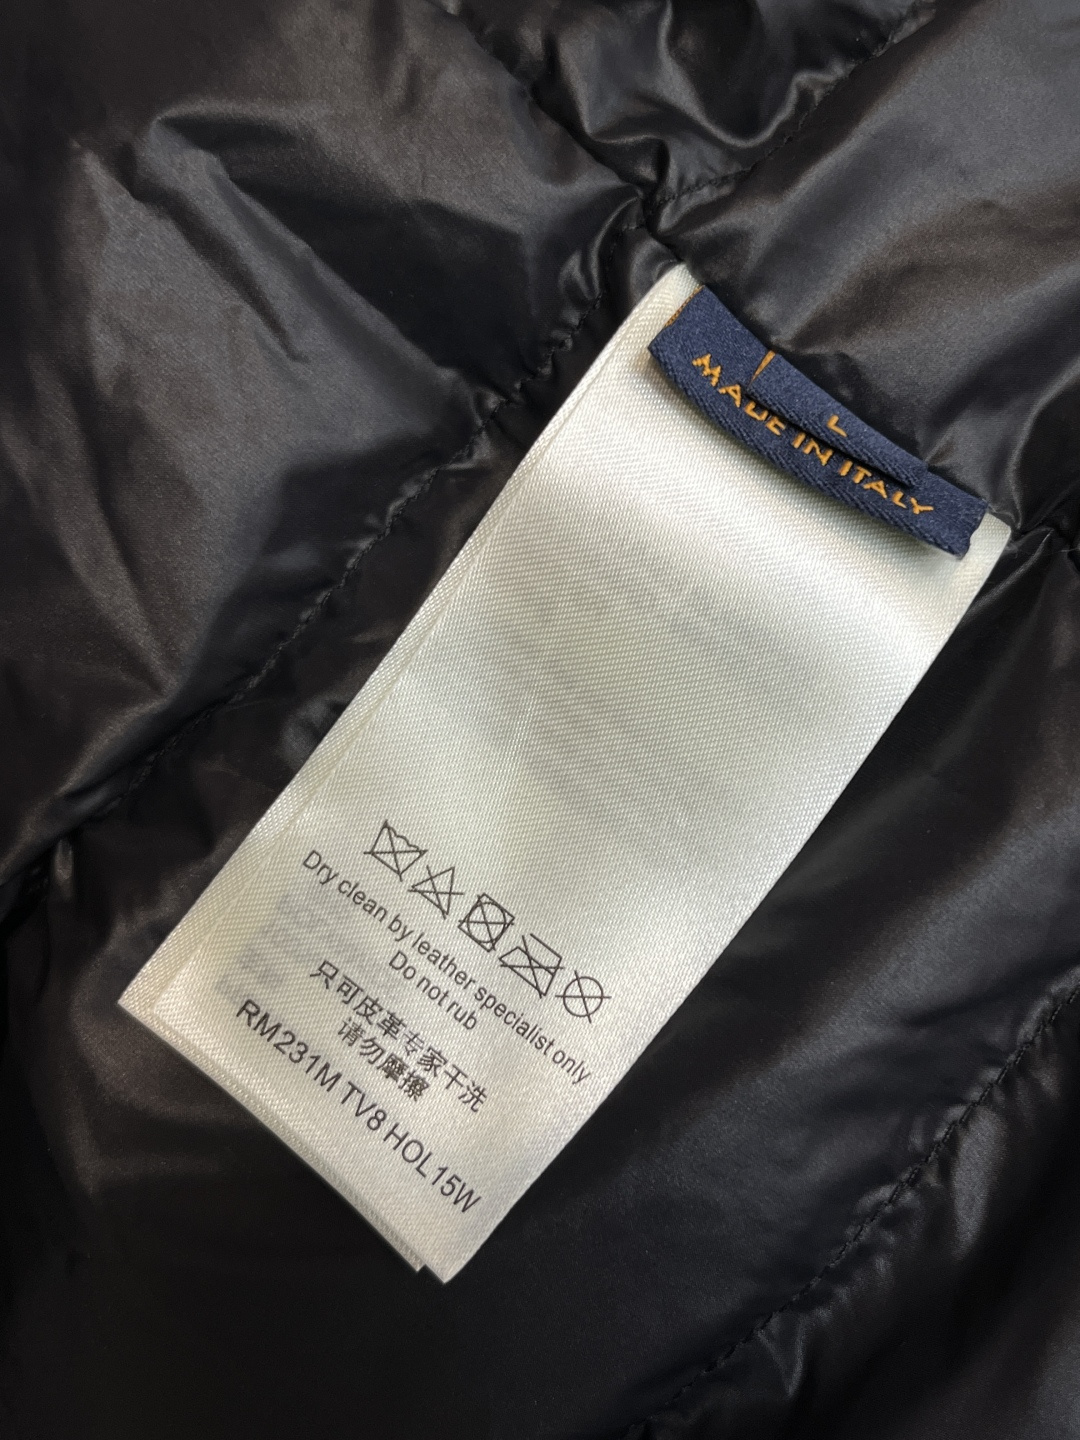 L
MADE IN ITALY
Dry clean by leather specialist only
Do not rub
只可皮革专家干洗
请勿摩擦
RM231M TV8 HOL15W